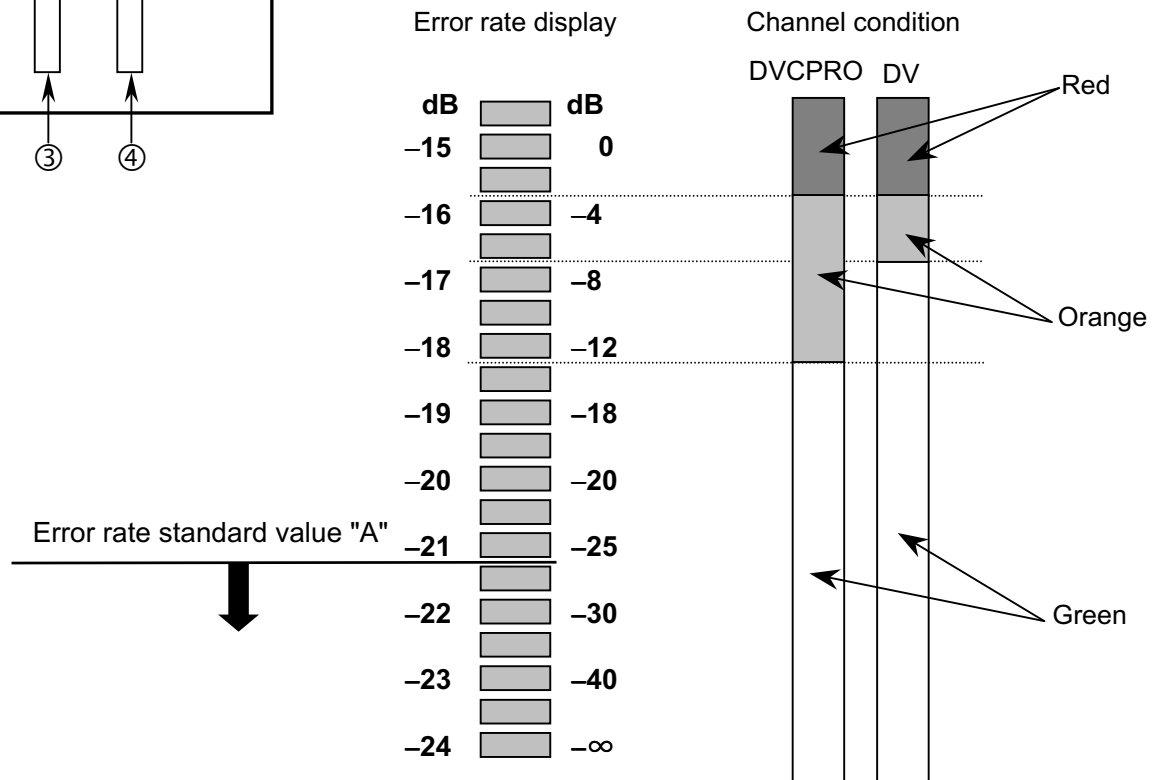 Error rate display Channel condition
DVCPRO DV
Red
dB dB
–15 0
③ ④
–16 –4
–17 –8
Orange
–18 –12
–19 –18
–20 –20
Error rate standard value "A"
–21 –25
–22 –30
Green
–23 –40
–24 –∞